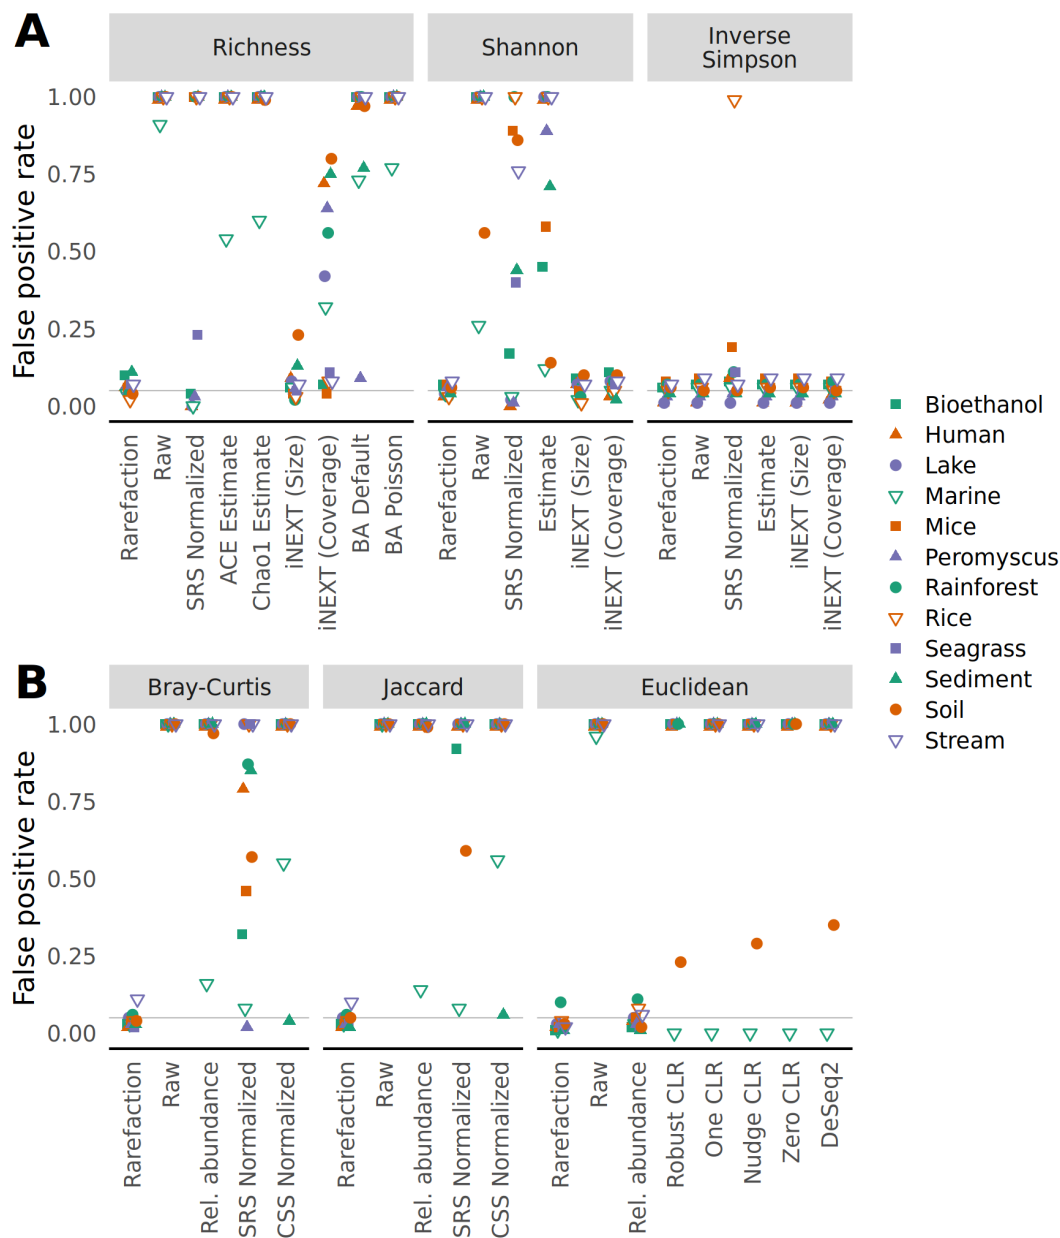 A
Richness
Shannon
Inverse
Simpson
False positive rate
1.00
0.75
0.50
0.25
0.00
Rarefaction
Raw
SRS Normalized
ACE Estimate
Chao1 Estimate
iNEXT (Size)
iNEXT (Coverage)
BA Default
BA Poisson
Rarefaction
Raw
SRS Normalized
Estimate
iNEXT (Size)
iNEXT (Coverage)
Rarefaction
Raw
SRS Normalized
Estimate
iNEXT (Size)
iNEXT (Coverage)
Bioethanol
Human
Lake
Marine
Mice
Peromyscus
Rainforest
Rice
Seagrass
Sediment
Soil
Stream
B
Bray-Curtis
Jaccard
Euclidean
False positive rate
1.00
0.75
0.50
0.25
0.00
Rarefaction
Raw
Rel. abundance
SRS Normalized
CSS Normalized
Rarefaction
Raw
Rel. abundance
SRS Normalized
CSS Normalized
Rarefaction
Raw
Rel. abundance
Robust CLR
One CLR
Nudge CLR
Zero CLR
DeSeq2